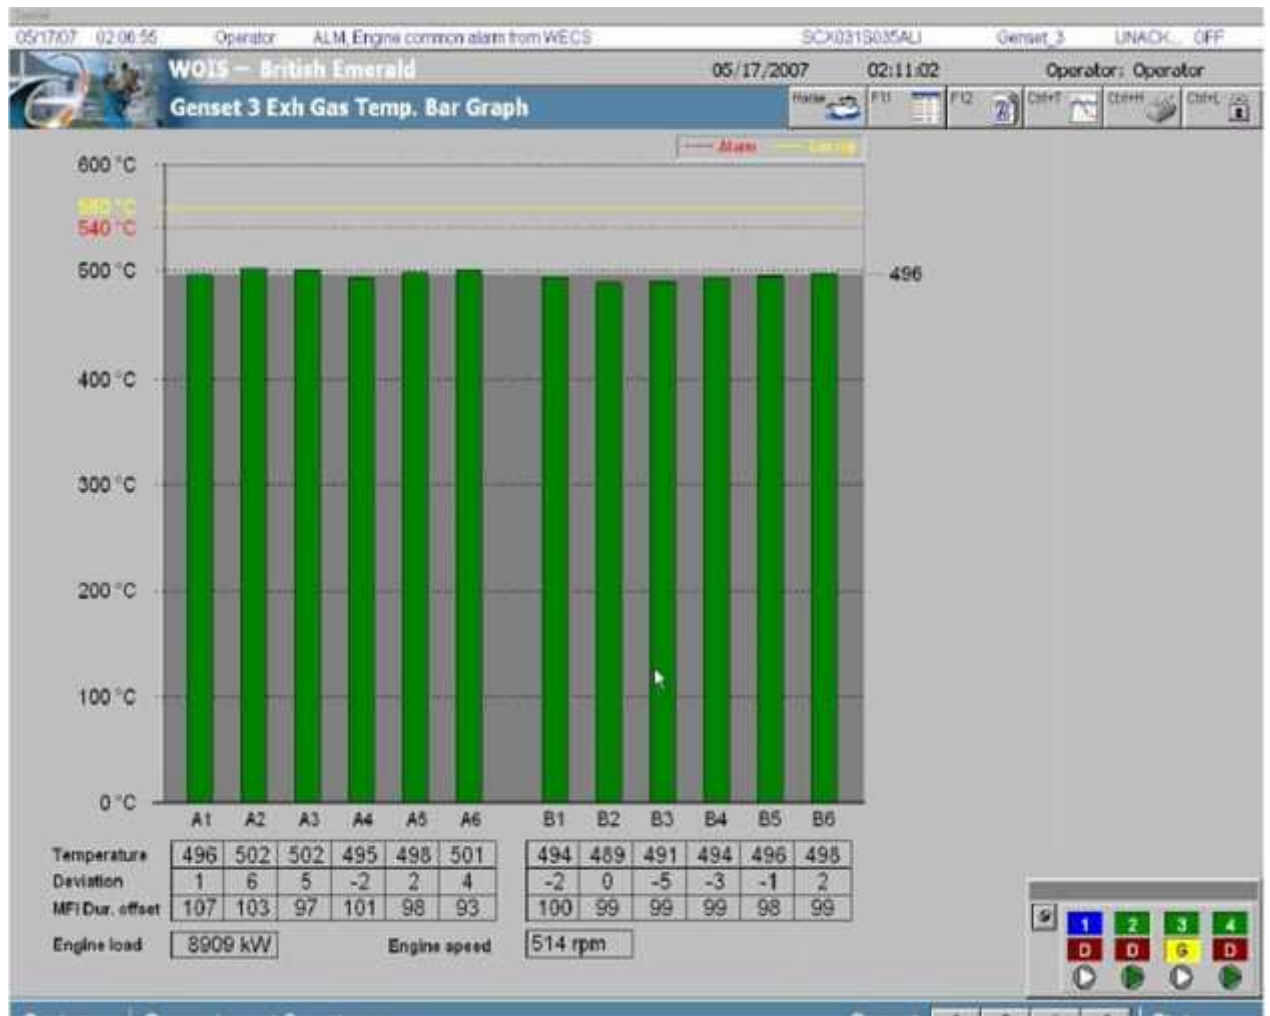 05/17/07 02:06:56 Operator ALM, Engine common alarm from WECS SCX031S035ALI Genset_3 UNACK... OFF
WOIS – British Emerald 05/17/2007 02:11:02 Operator: Operator
Genset 3 Exh Gas Temp. Bar Graph Home F11 F12 Ctrl+T Ctrl+H Ctrl+L
Alarm
600 °C
560 °C
540 °C
500 °C
496
400 °C
300 °C
200 °C
100 °C
0 °C
A1 A2 A3 A4 A5 A6 B1 B2 B3 B4 B5 B6
Temperature 496 502 502 495 498 501 494 489 491 494 496 498
Deviation 1 6 5 -2 2 4 -2 0 -5 -3 -1 2
MFI Dur. offset 107 103 97 101 98 93 100 99 99 99 98 99
Engine load 8909 kW Engine speed 514 rpm
1 2 3 4
D D G D